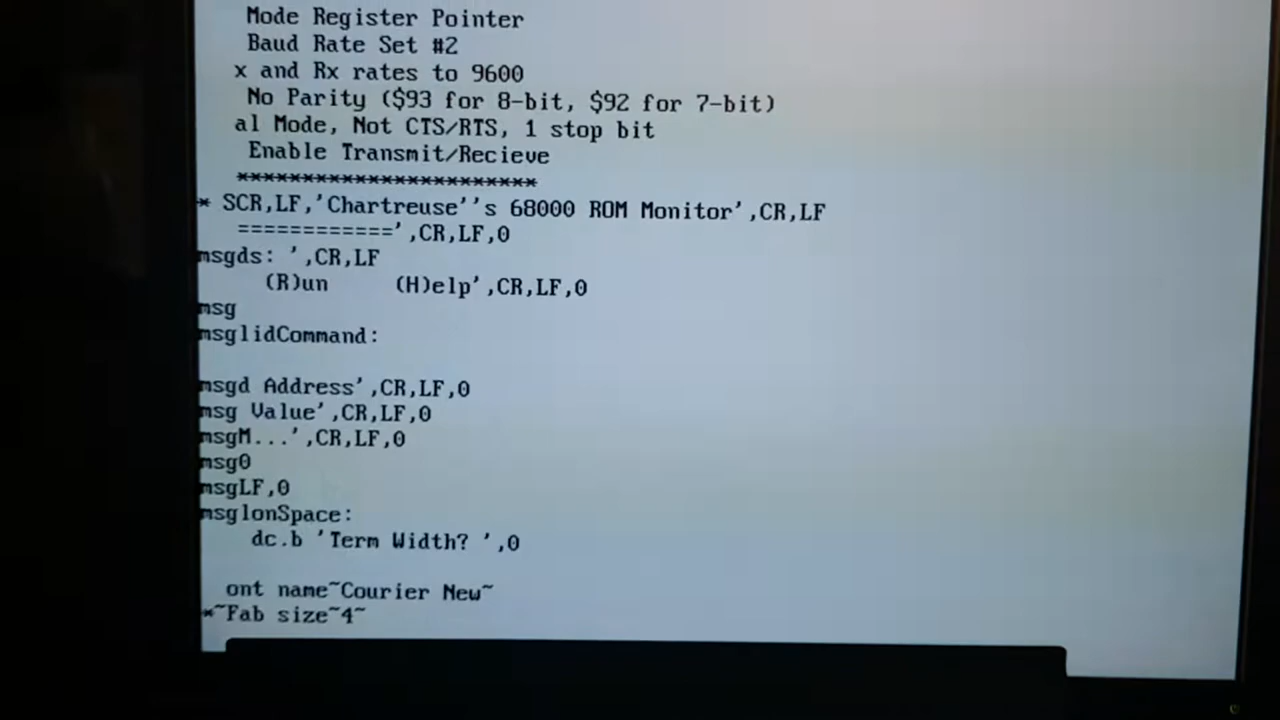 Mode Register Pointer
Baud Rate Set #2
x and Rx rates to 9600
No Parity ($93 for 8-bit, $92 for 7-bit)
al Mode, Not CTS/RTS, 1 stop bit
Enable Transmit/Recieve
***********************
* SCR,LF,'Chartreuse''s 68000 ROM Monitor',CR,LF
============',CR,LF,0
msgds: ',CR,LF
(R)un     (H)elp',CR,LF,0
msg
msglidCommand:
msgd Address',CR,LF,0
msg Value',CR,LF,0
msgM...',CR,LF,0
msg0
msgLF,0
msglonSpace:
dc.b 'Term Width? ',0
ont name~Courier New~
*~Fab size~4~